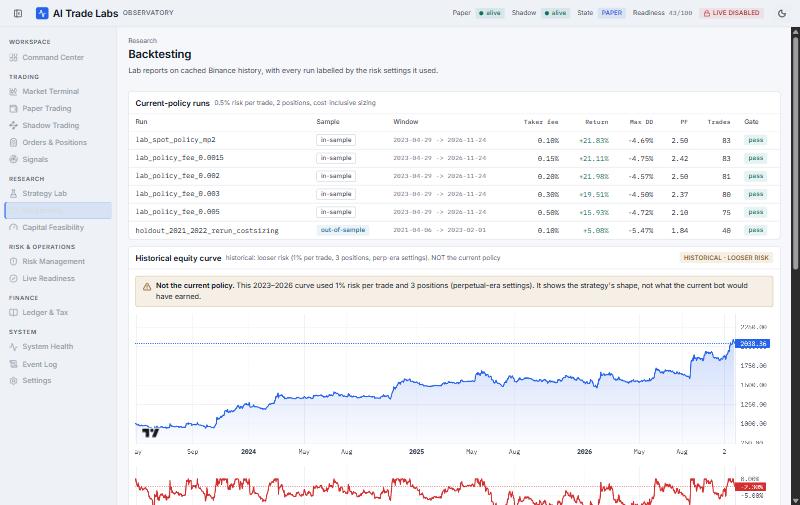 AI Trade Labs OBSERVATORY
Paper alive Shadow alive State PAPER Readiness 43/100 LIVE DISABLED
WORKSPACE
Command Center
TRADING
Market Terminal
Paper Trading
Shadow Trading
Orders & Positions
Signals
RESEARCH
Strategy Lab
Capital Feasibility
RISK & OPERATIONS
Risk Management
Live Readiness
FINANCE
Ledger & Tax
SYSTEM
System Health
Event Log
Settings
Research
Backtesting
Lab reports on cached Binance history, with every run labelled by the risk settings it used.
Current-policy runs 0.5% risk per trade, 2 positions, cost-inclusive sizing
Run Sample Window Taker fee Return Max DD PF Trades Gate
lab_spot_policy_mp2 in-sample 2023-04-29 -> 2026-11-24 0.10% +21.83% -4.69% 2.50 83 pass
lab_policy_fee_0.0015 in-sample 2023-04-29 -> 2026-11-24 0.15% +21.11% -4.75% 2.42 83 pass
lab_policy_fee_0.002 in-sample 2023-04-29 -> 2026-11-24 0.20% +21.98% -4.57% 2.50 81 pass
lab_policy_fee_0.003 in-sample 2023-04-29 -> 2026-11-24 0.30% +19.51% -4.50% 2.37 80 pass
lab_policy_fee_0.005 in-sample 2023-04-29 -> 2026-11-24 0.50% +15.93% -4.72% 2.10 75 pass
holdout_2021_2022_rerun_costsizing out-of-sample 2021-04-06 -> 2023-02-01 0.10% +5.08% -5.47% 1.84 40 pass
Historical equity curve historical: looser risk (1% per trade, 3 positions, perp-era settings). NOT the current policy HISTORICAL · LOOSER RISK
Not the current policy. This 2023–2026 curve used 1% risk per trade and 3 positions (perpetual-era settings). It shows the strategy's shape, not what the current bot would
have earned.
2250.00
2038.36
1750.00
1500.00
1250.00
1000.00
750.00
ay Sep 2024 May Aug 2025 May Aug 2026 May Aug 2
0.00%
-2.30%
-5.00%